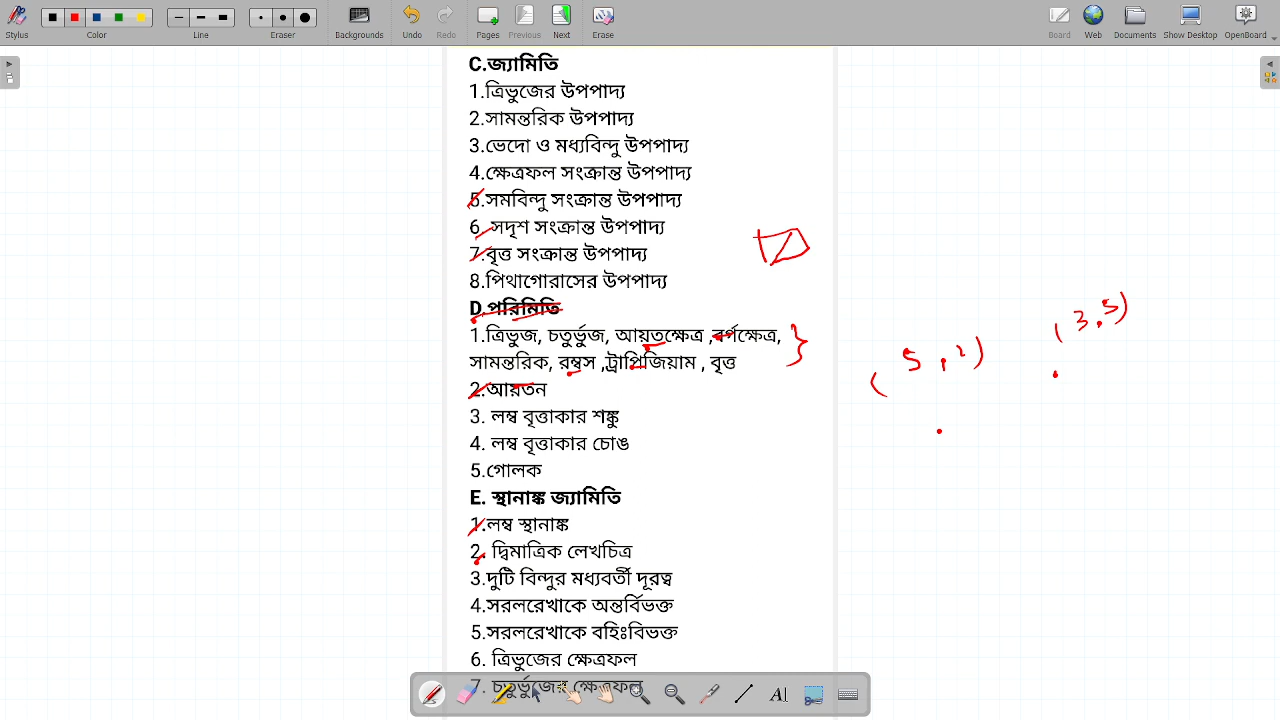 Stylus
Color
Line
Eraser
Backgrounds
Undo
Redo
Pages
Previous
Next
Erase
Board
Web
Documents
Show Desktop
OpenBoard
C.জ্যামিতি
1.ত্রিভুজের উপপাদ্য
2.সামন্তরিক উপপাদ্য
3.ভেদো ও মধ্যবিন্দু উপপাদ্য
4.ক্ষেত্রফল সংক্রান্ত উপপাদ্য
5.সমবিন্দু সংক্রান্ত উপপাদ্য
6. সদৃশ সংক্রান্ত উপপাদ্য
7.বৃত্ত সংক্রান্ত উপপাদ্য
8.পিথাগোরাসের উপপাদ্য
D.পরিমিতি
1.ত্রিভুজ, চতুর্ভুজ, আয়তক্ষেত্র ,বর্গক্ষেত্র,
সামন্তরিক, রম্বস ,ট্রাপিজিয়াম , বৃত্ত
2.আয়তন
3. লম্ব বৃত্তাকার শঙ্কু
4. লম্ব বৃত্তাকার চোঙ
5.গোলক
E. স্থানাঙ্ক জ্যামিতি
1.লম্ব স্থানাঙ্ক
2. দ্বিমাত্রিক লেখচিত্র
3.দুটি বিন্দুর মধ্যবর্তী দূরত্ব
4.সরলরেখাকে অন্তর্বিভক্ত
5.সরলরেখাকে বহিঃবিভক্ত
6. ত্রিভুজের ক্ষেত্রফল
7. চতুর্ভুজের ক্ষেত্রফল
(3,5)